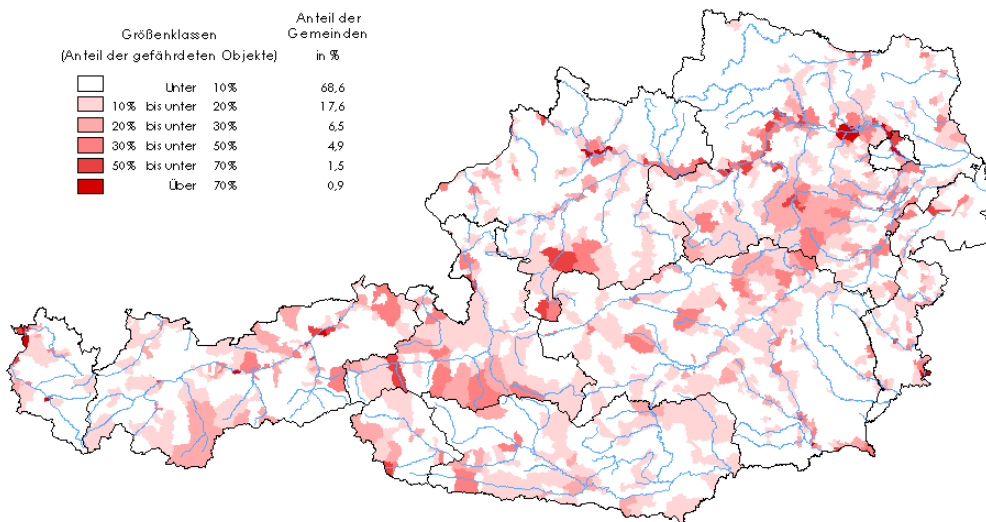 Größenklassen
(Anteil der gefährdeten Objekte)
Anteil der
Gemeinden
in %
Unter 10% 68,6
10% bis unter 20% 17,6
20% bis unter 30% 6,5
30% bis unter 50% 4,9
50% bis unter 70% 1,5
Über 70% 0,9